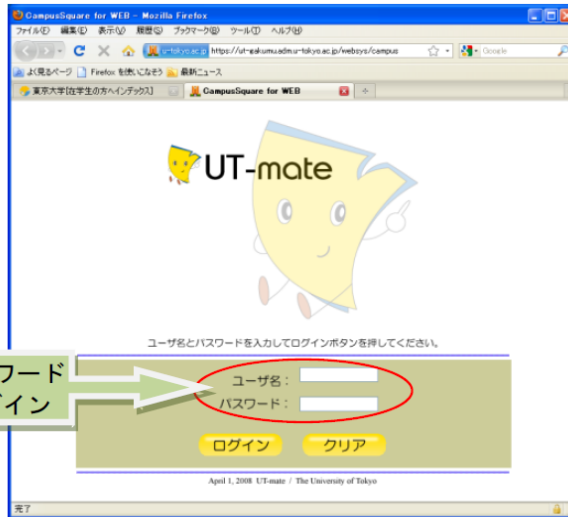 CampusSquare for WEB - Mozilla Firefox
ファイル(F) 編集(E) 表示(V) 履歴(S) ブックマーク(B) ツール(T) ヘルプ(H)
u-tokyo.ac.jp https://ut-gakumu.adm.u-tokyo.ac.jp/websys/campus Google
よく見るページ Firefox を使いこなそう 最新ニュース
東京大学[在学生の方へインデックス] CampusSquare for WEB
UT-mate
ユーザ名とパスワードを入力してログインボタンを押してください。
ワード
イン
ユーザ名：
パスワード：
ログイン クリア
April 1, 2008 UT-mate / The University of Tokyo
完了